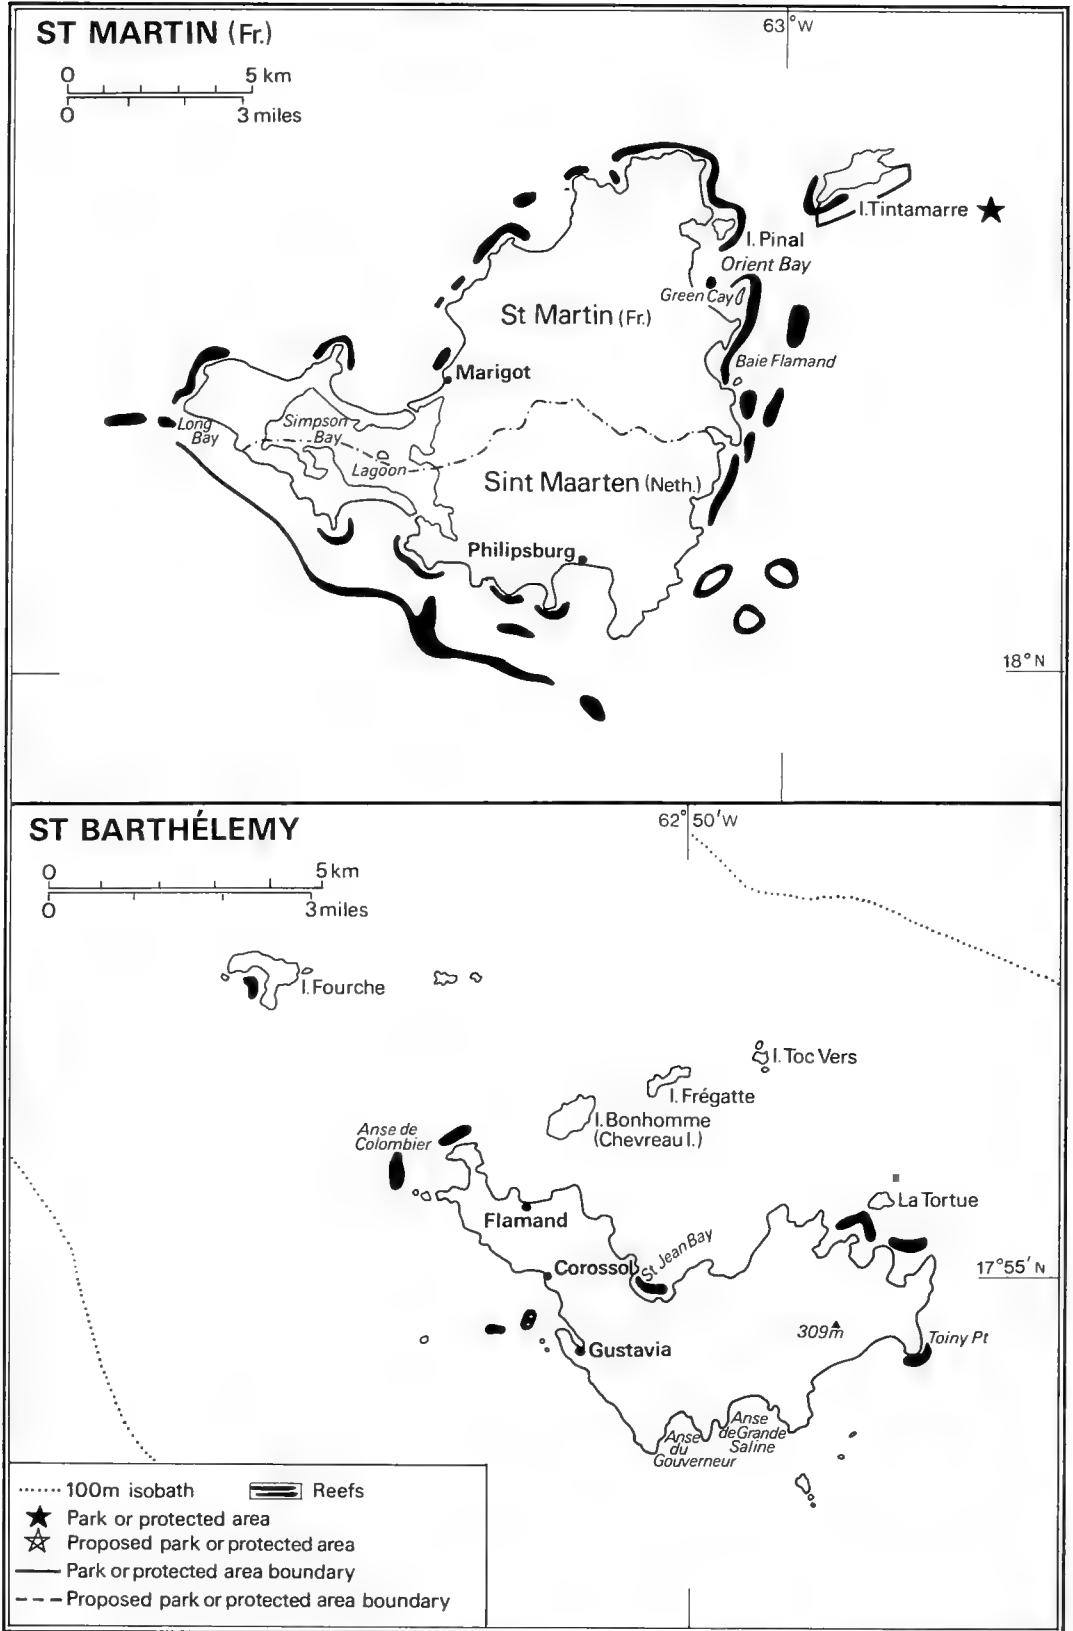 ST MARTIN (Fr.)
63°W
0 5 km
0 3 miles
I. Tintamarre
I. Pinal
Orient Bay
Green Cay
St Martin (Fr.)
Baie Flamand
Marigot
Long
Bay
Simpson
Bay
Lagoon
Sint Maarten (Neth.)
Philipsburg
18°N
ST BARTHÉLEMY
62°50′W
0 5 km
0 3 miles
I. Fourche
I. Toc Vers
I. Frégatte
I. Bonhomme
(Chevreau I.)
Anse de
Colombier
La Tortue
Flamand
St Jean Bay
Corossol
17°55′N
309m
Toiny Pt
Gustavia
Anse
de Grande
Saline
Anse
du
Gouverneur
100m isobath
Reefs
Park or protected area
Proposed park or protected area
Park or protected area boundary
Proposed park or protected area boundary